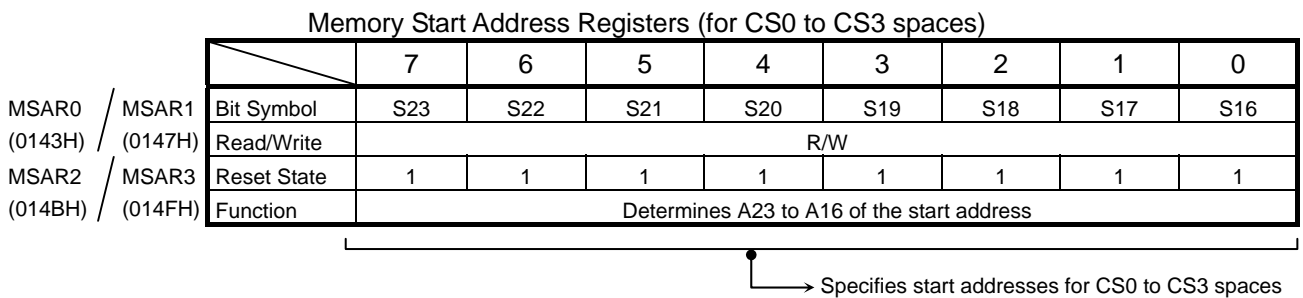 Memory Start Address Registers (for CS0 to CS3 spaces)
7 6 5 4 3 2 1 0
MSAR0 / MSAR1 Bit Symbol S23 S22 S21 S20 S19 S18 S17 S16
(0143H) (0147H) Read/Write R/W
MSAR2 / MSAR3 Reset State 1 1 1 1 1 1 1 1
(014BH) (014FH) Function Determines A23 to A16 of the start address
Specifies start addresses for CS0 to CS3 spaces